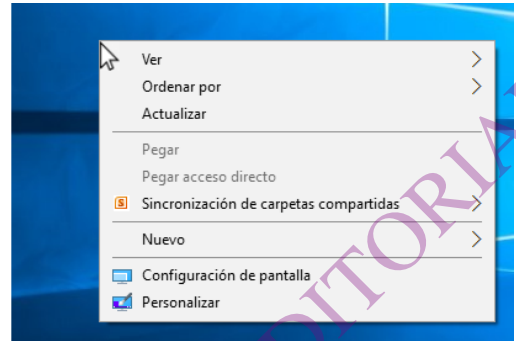 Ver
Ordenar por
Actualizar
Pegar
Pegar acceso directo
S Sincronización de carpetas compartidas
Nuevo
Configuración de pantalla
Personalizar